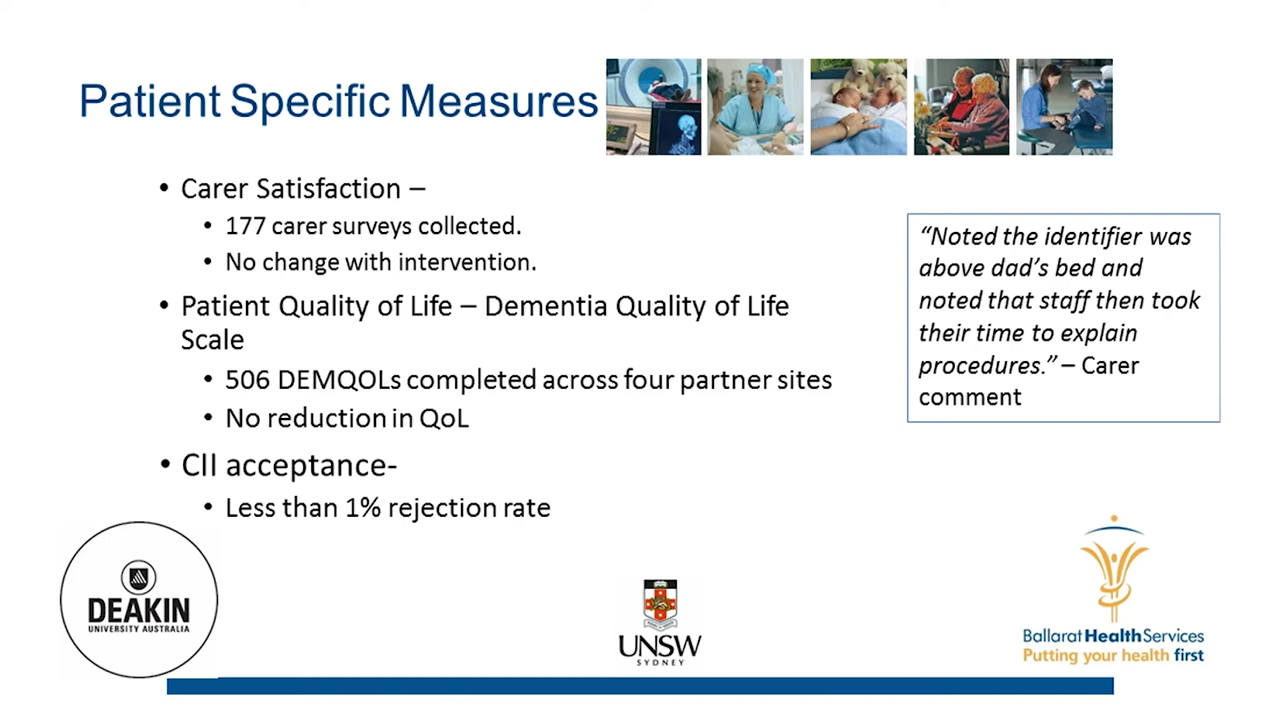 Patient Specific Measures
• Carer Satisfaction –
• 177 carer surveys collected.
• No change with intervention.
• Patient Quality of Life – Dementia Quality of Life
Scale
• 506 DEMQOLs completed across four partner sites
• No reduction in QoL
• CII acceptance-
• Less than 1% rejection rate
“Noted the identifier was
above dad’s bed and
noted that staff then took
their time to explain
procedures.” – Carer
comment
DEAKIN
UNIVERSITY AUSTRALIA
UNSW
SYDNEY
Ballarat HealthServices
Putting your health first